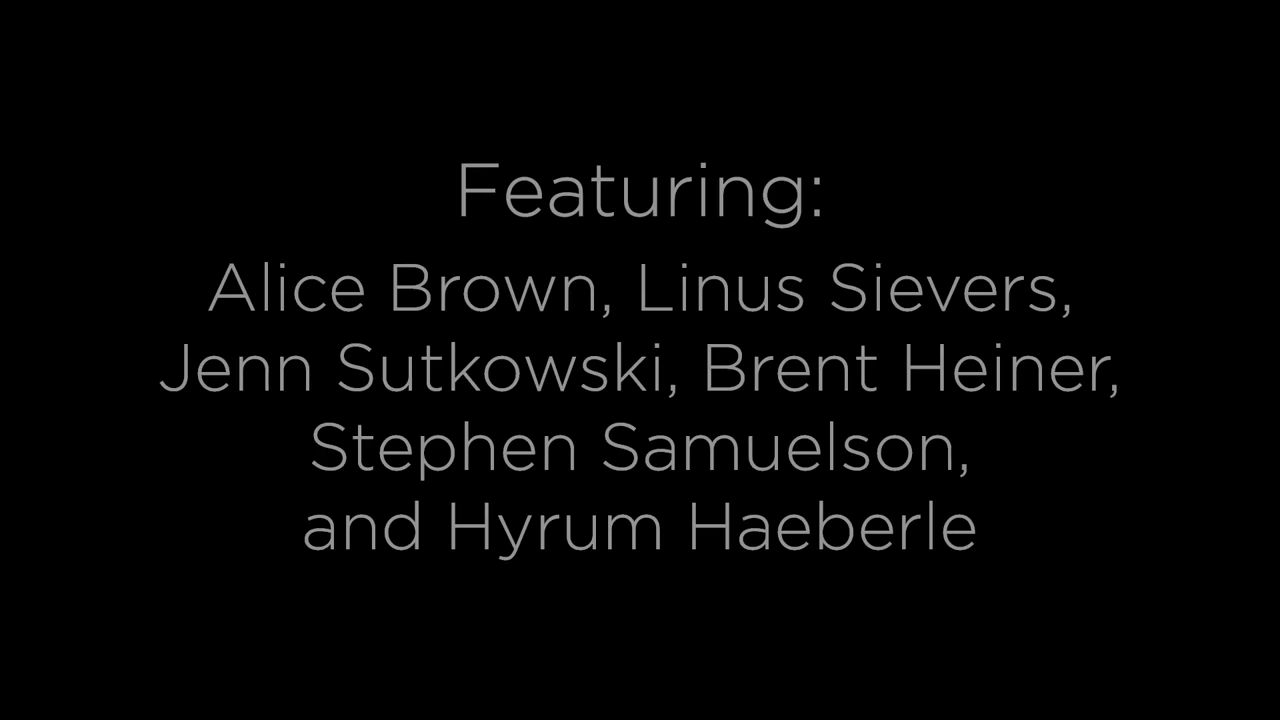 Featuring:
Alice Brown, Linus Sievers,
Jenn Sutkowski, Brent Heiner,
Stephen Samuelson,
and Hyrum Haeberle